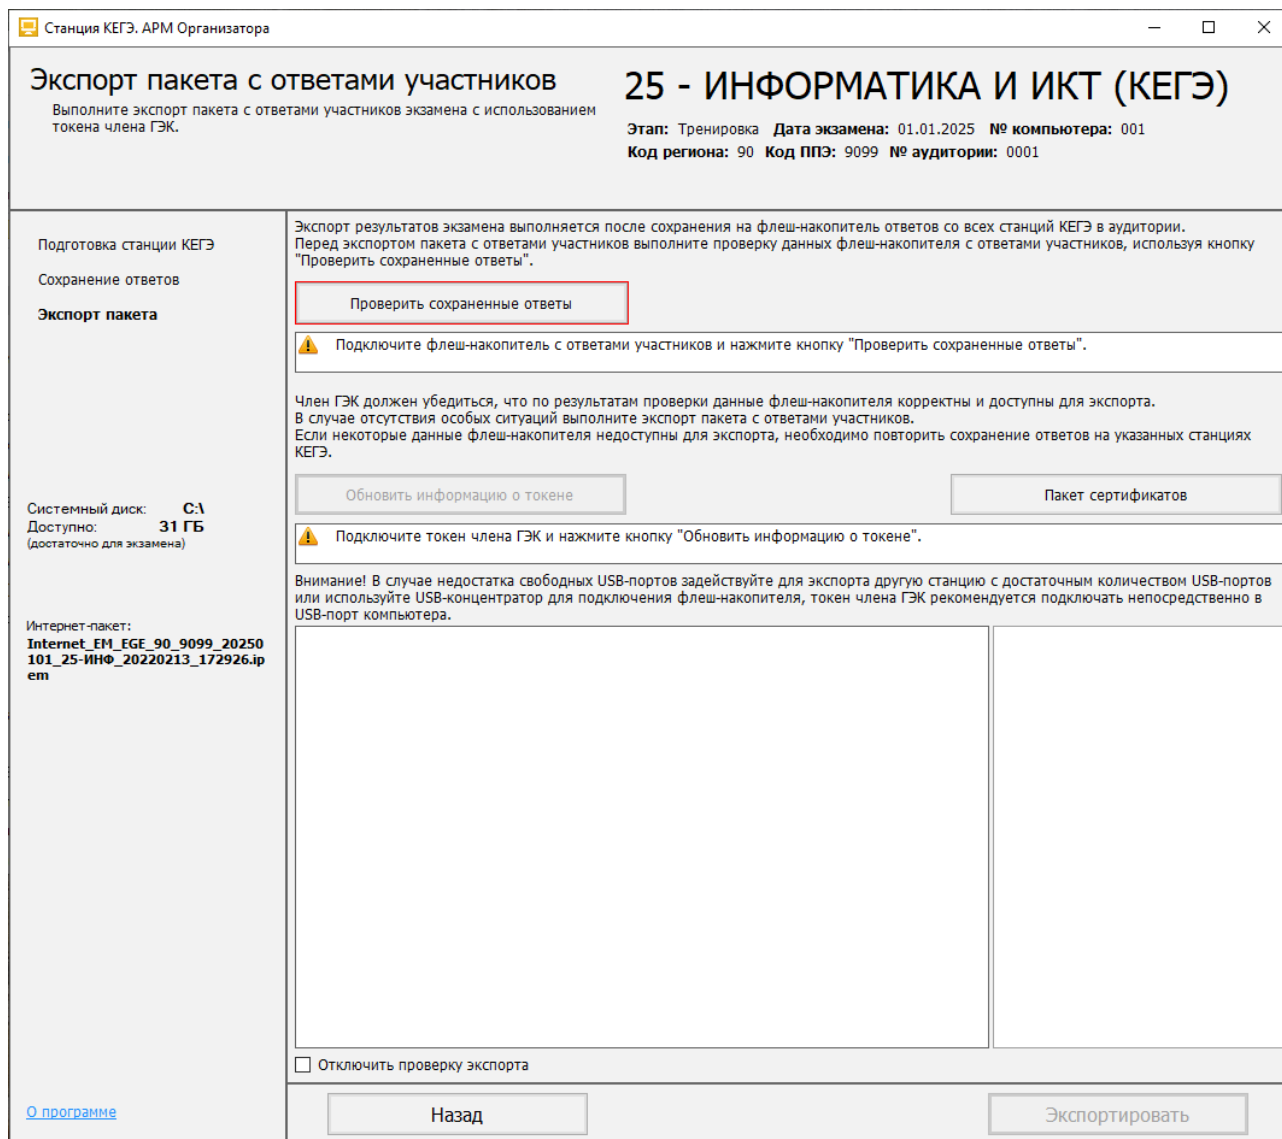 Станция КЕГЭ. АРМ Организатора
Экспорт пакета с ответами участников
Выполните экспорт пакета с ответами участников экзамена с использованием
токена члена ГЭК.
25 - ИНФОРМАТИКА И ИКТ (КЕГЭ)
Этап: Тренировка Дата экзамена: 01.01.2025 № компьютера: 001
Код региона: 90 Код ППЭ: 9099 № аудитории: 0001
Подготовка станции КЕГЭ
Сохранение ответов
Экспорт пакета
Системный диск: C:\
Доступно: 31 ГБ
(достаточно для экзамена)
Интернет-пакет:
Internet_EM_EGE_90_9099_20250
101_25-ИНФ_20220213_172926.ip
em
О программе
Экспорт результатов экзамена выполняется после сохранения на флеш-накопитель ответов со всех станций КЕГЭ в аудитории.
Перед экспортом пакета с ответами участников выполните проверку данных флеш-накопителя с ответами участников, используя кнопку
"Проверить сохраненные ответы".
Проверить сохраненные ответы
Подключите флеш-накопитель с ответами участников и нажмите кнопку "Проверить сохраненные ответы".
Член ГЭК должен убедиться, что по результатам проверки данные флеш-накопителя корректны и доступны для экспорта.
В случае отсутствия особых ситуаций выполните экспорт пакета с ответами участников.
Если некоторые данные флеш-накопителя недоступны для экспорта, необходимо повторить сохранение ответов на указанных станциях
КЕГЭ.
Обновить информацию о токене
Пакет сертификатов
Подключите токен члена ГЭК и нажмите кнопку "Обновить информацию о токене".
Внимание! В случае недостатка свободных USB-портов задействуйте для экспорта другую станцию с достаточным количеством USB-портов
или используйте USB-концентратор для подключения флеш-накопителя, токен члена ГЭК рекомендуется подключать непосредственно в
USB-порт компьютера.
Отключить проверку экспорта
Назад
Экспортировать